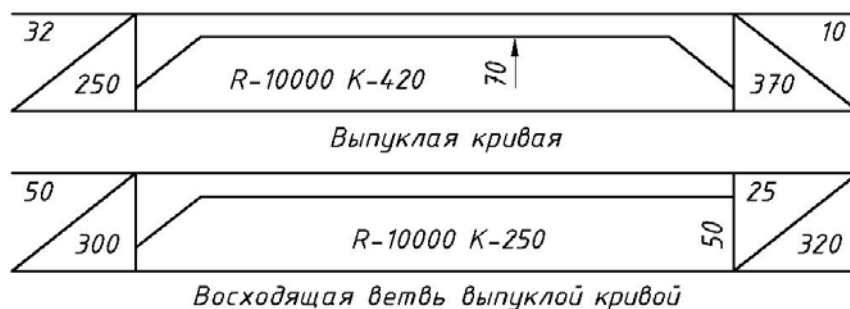 32 10
250 R-10000 K-420 70 370
Выпуклая кривая
50 25
300 R-10000 K-250 50 320
Восходящая ветвь выпуклой кривой